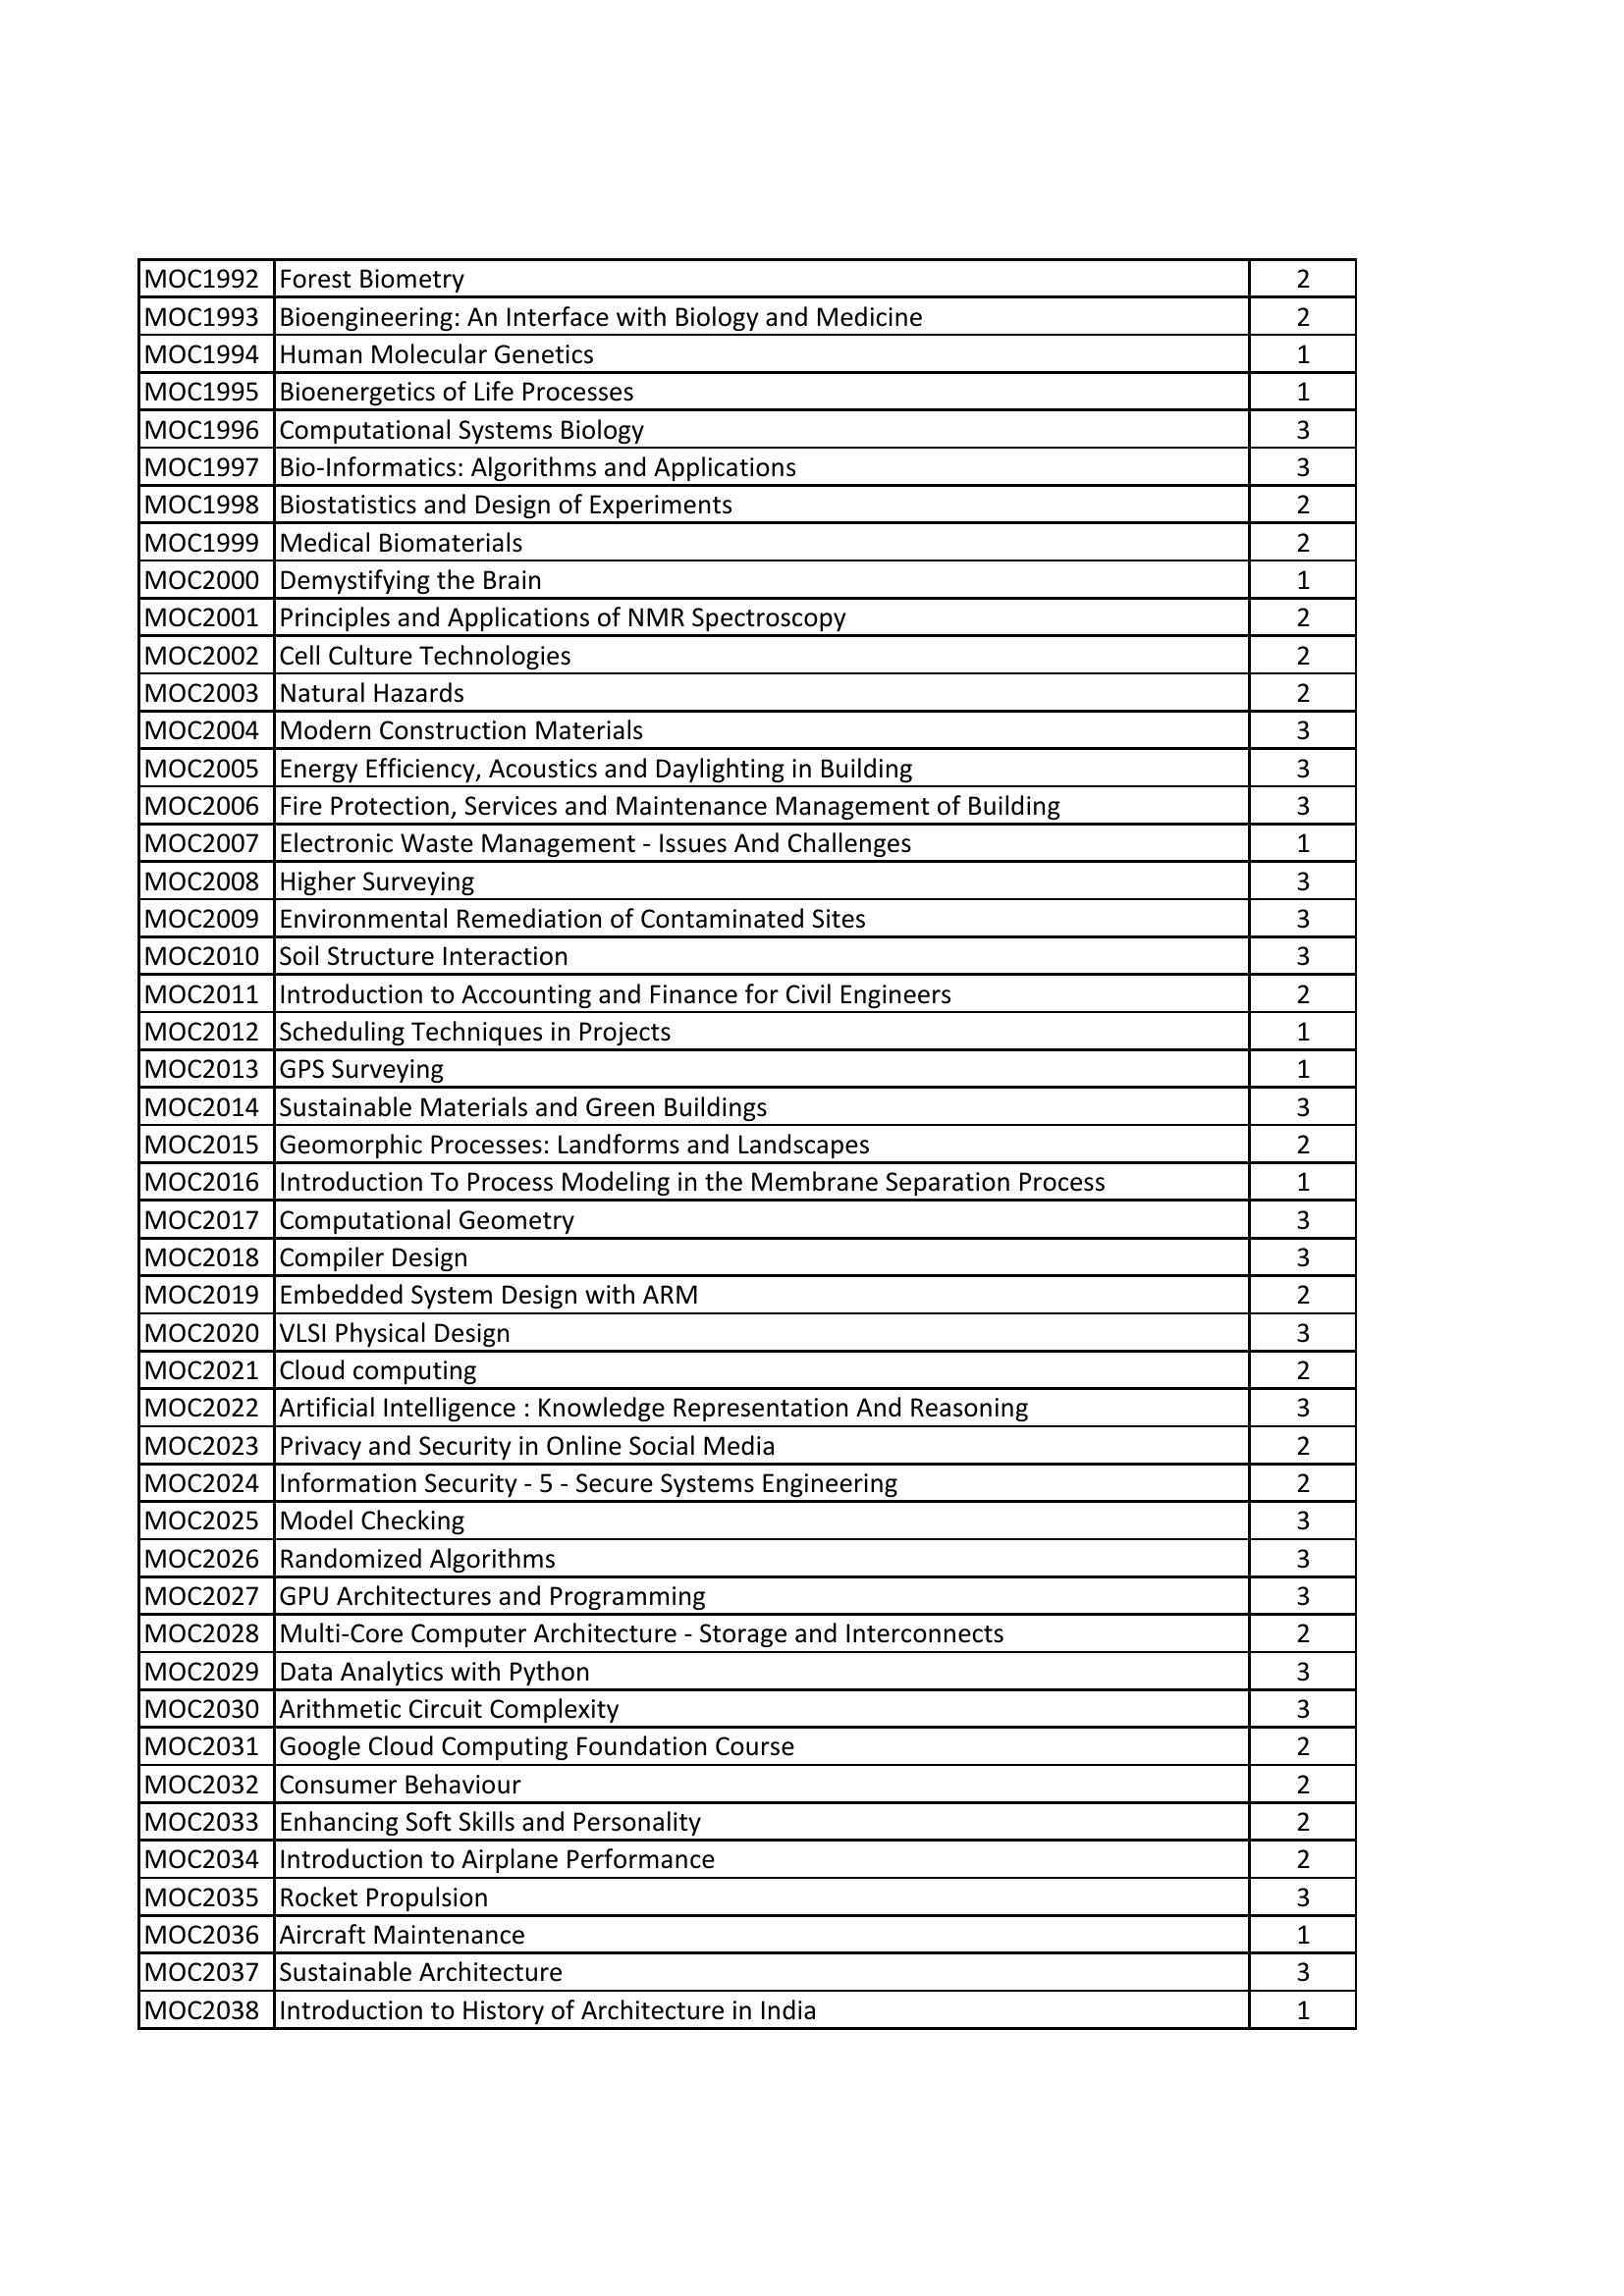 MOC1992 Forest Biometry 2
MOC1993 Bioengineering: An Interface with Biology and Medicine 2
MOC1994 Human Molecular Genetics 1
MOC1995 Bioenergetics of Life Processes 1
MOC1996 Computational Systems Biology 3
MOC1997 Bio-Informatics: Algorithms and Applications 3
MOC1998 Biostatistics and Design of Experiments 2
MOC1999 Medical Biomaterials 2
MOC2000 Demystifying the Brain 1
MOC2001 Principles and Applications of NMR Spectroscopy 2
MOC2002 Cell Culture Technologies 2
MOC2003 Natural Hazards 2
MOC2004 Modern Construction Materials 3
MOC2005 Energy Efficiency, Acoustics and Daylighting in Building 3
MOC2006 Fire Protection, Services and Maintenance Management of Building 3
MOC2007 Electronic Waste Management - Issues And Challenges 1
MOC2008 Higher Surveying 3
MOC2009 Environmental Remediation of Contaminated Sites 3
MOC2010 Soil Structure Interaction 3
MOC2011 Introduction to Accounting and Finance for Civil Engineers 2
MOC2012 Scheduling Techniques in Projects 1
MOC2013 GPS Surveying 1
MOC2014 Sustainable Materials and Green Buildings 3
MOC2015 Geomorphic Processes: Landforms and Landscapes 2
MOC2016 Introduction To Process Modeling in the Membrane Separation Process 1
MOC2017 Computational Geometry 3
MOC2018 Compiler Design 3
MOC2019 Embedded System Design with ARM 2
MOC2020 VLSI Physical Design 3
MOC2021 Cloud computing 2
MOC2022 Artificial Intelligence : Knowledge Representation And Reasoning 3
MOC2023 Privacy and Security in Online Social Media 2
MOC2024 Information Security - 5 - Secure Systems Engineering 2
MOC2025 Model Checking 3
MOC2026 Randomized Algorithms 3
MOC2027 GPU Architectures and Programming 3
MOC2028 Multi-Core Computer Architecture - Storage and Interconnects 2
MOC2029 Data Analytics with Python 3
MOC2030 Arithmetic Circuit Complexity 3
MOC2031 Google Cloud Computing Foundation Course 2
MOC2032 Consumer Behaviour 2
MOC2033 Enhancing Soft Skills and Personality 2
MOC2034 Introduction to Airplane Performance 2
MOC2035 Rocket Propulsion 3
MOC2036 Aircraft Maintenance 1
MOC2037 Sustainable Architecture 3
MOC2038 Introduction to History of Architecture in India 1